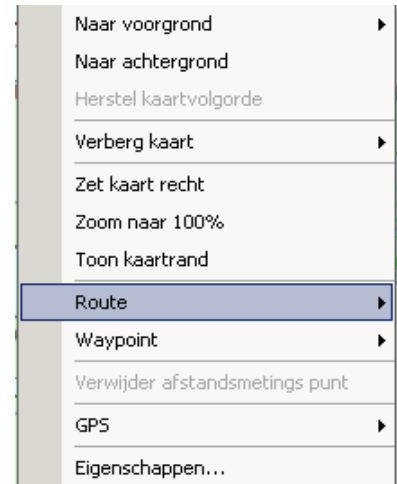 Naar voorgrond
Naar achtergrond
Herstel kaartvolgorde
Verberg kaart
Zet kaart recht
Zoom naar 100%
Toon kaartrand
Route
Waypoint
Verwijder afstandsmetings punt
GPS
Eigenschappen...